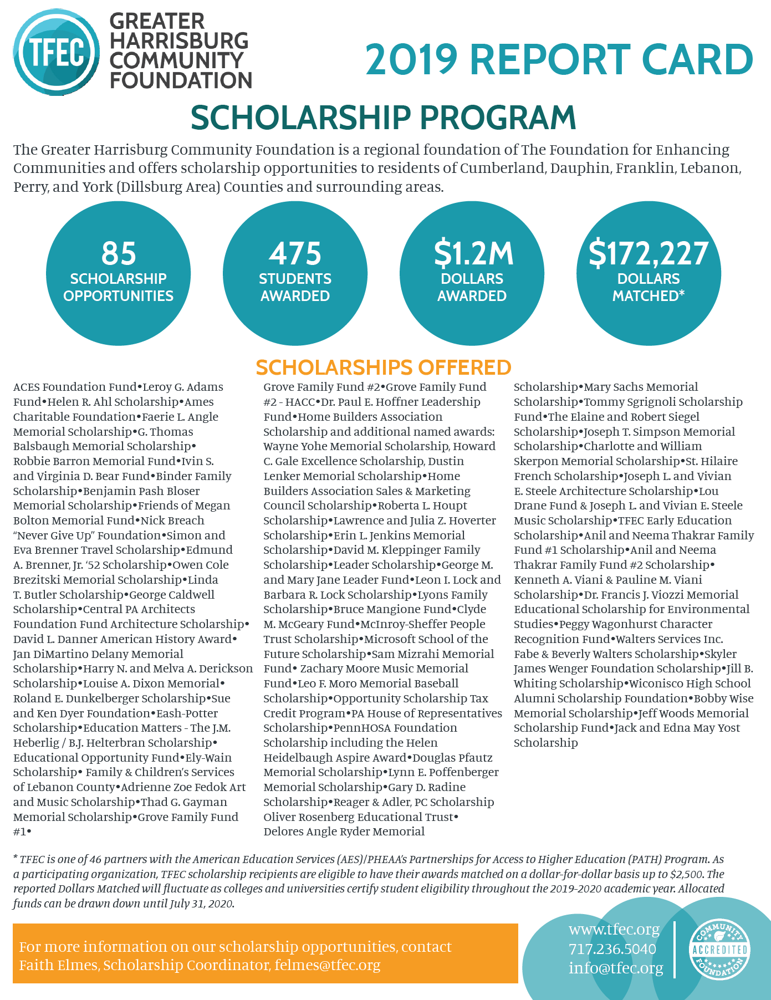 TFEC
GREATER
HARRISBURG
COMMUNITY
FOUNDATION
2019 REPORT CARD
SCHOLARSHIP PROGRAM
The Greater Harrisburg Community Foundation is a regional foundation of The Foundation for Enhancing
Communities and offers scholarship opportunities to residents of Cumberland, Dauphin, Franklin, Lebanon,
Perry, and York (Dillsburg Area) Counties and surrounding areas.
85
SCHOLARSHIP
OPPORTUNITIES
475
STUDENTS
AWARDED
$1.2M
DOLLARS
AWARDED
$172,227
DOLLARS
MATCHED*
SCHOLARSHIPS OFFERED
ACES Foundation Fund•Leroy G. Adams
Fund•Helen R. Ahl Scholarship•Ames
Charitable Foundation•Faerie L. Angle
Memorial Scholarship•G. Thomas
Balsbaugh Memorial Scholarship•
Robbie Barron Memorial Fund•Ivin S.
and Virginia D. Bear Fund•Binder Family
Scholarship•Benjamin Pash Bloser
Memorial Scholarship•Friends of Megan
Bolton Memorial Fund•Nick Breach
“Never Give Up” Foundation•Simon and
Eva Brenner Travel Scholarship•Edmund
A. Brenner, Jr. ‘52 Scholarship•Owen Cole
Brezitski Memorial Scholarship•Linda
T. Butler Scholarship•George Caldwell
Scholarship•Central PA Architects
Foundation Fund Architecture Scholarship•
David L. Danner American History Award•
Jan DiMartino Delany Memorial
Scholarship•Harry N. and Melva A. Derickson
Scholarship•Louise A. Dixon Memorial•
Roland E. Dunkelberger Scholarship•Sue
and Ken Dyer Foundation•Eash-Potter
Scholarship•Education Matters - The J.M.
Heberlig / B.J. Helterbran Scholarship•
Educational Opportunity Fund•Ely-Wain
Scholarship• Family & Children’s Services
of Lebanon County•Adrienne Zoe Fedok Art
and Music Scholarship•Thad G. Gayman
Memorial Scholarship•Grove Family Fund
#1•
Grove Family Fund #2•Grove Family Fund
#2 - HACC•Dr. Paul E. Hoffner Leadership
Fund•Home Builders Association
Scholarship and additional named awards:
Wayne Yohe Memorial Scholarship, Howard
C. Gale Excellence Scholarship, Dustin
Lenker Memorial Scholarship•Home
Builders Association Sales & Marketing
Council Scholarship•Roberta L. Houpt
Scholarship•Lawrence and Julia Z. Hoverter
Scholarship•Erin L. Jenkins Memorial
Scholarship•David M. Kleppinger Family
Scholarship•Leader Scholarship•George M.
and Mary Jane Leader Fund•Leon I. Lock and
Barbara R. Lock Scholarship•Lyons Family
Scholarship•Bruce Mangione Fund•Clyde
M. McGeary Fund•McInroy-Sheffer People
Trust Scholarship•Microsoft School of the
Future Scholarship•Sam Mizrahi Memorial
Fund• Zachary Moore Music Memorial
Fund•Leo F. Moro Memorial Baseball
Scholarship•Opportunity Scholarship Tax
Credit Program•PA House of Representatives
Scholarship•PennHOSA Foundation
Scholarship including the Helen
Heidelbaugh Aspire Award•Douglas Pfautz
Memorial Scholarship•Lynn E. Poffenberger
Memorial Scholarship•Gary D. Radine
Scholarship•Reager & Adler, PC Scholarship
Oliver Rosenberg Educational Trust•
Delores Angle Ryder Memorial
Scholarship•Mary Sachs Memorial
Scholarship•Tommy Sgrignoli Scholarship
Fund•The Elaine and Robert Siegel
Scholarship•Joseph T. Simpson Memorial
Scholarship•Charlotte and William
Skerpon Memorial Scholarship•St. Hilaire
French Scholarship•Joseph L. and Vivian
E. Steele Architecture Scholarship•Lou
Drane Fund & Joseph L. and Vivian E. Steele
Music Scholarship•TFEC Early Education
Scholarship•Anil and Neema Thakrar Family
Fund #1 Scholarship•Anil and Neema
Thakrar Family Fund #2 Scholarship•
Kenneth A. Viani & Pauline M. Viani
Scholarship•Dr. Francis J. Viozzi Memorial
Educational Scholarship for Environmental
Studies•Peggy Wagonhurst Character
Recognition Fund•Walters Services Inc.
Fabe & Beverly Walters Scholarship•Skyler
James Wenger Foundation Scholarship•Jill B.
Whiting Scholarship•Wiconisco High School
Alumni Scholarship Foundation•Bobby Wise
Memorial Scholarship•Jeff Woods Memorial
Scholarship Fund•Jack and Edna May Yost
Scholarship
* TFEC is one of 46 partners with the American Education Services (AES)/PHEAA’s Partnerships for Access to Higher Education (PATH) Program. As
a participating organization, TFEC scholarship recipients are eligible to have their awards matched on a dollar-for-dollar basis up to $2,500. The
reported Dollars Matched will fluctuate as colleges and universities certify student eligibility throughout the 2019-2020 academic year. Allocated
funds can be drawn down until July 31, 2020.
For more information on our scholarship opportunities, contact
Faith Elmes, Scholarship Coordinator, felmes@tfec.org
www.tfec.org
717.236.5040
info@tfec.org
COMMUNITY
ACCREDITED
FOUNDATION